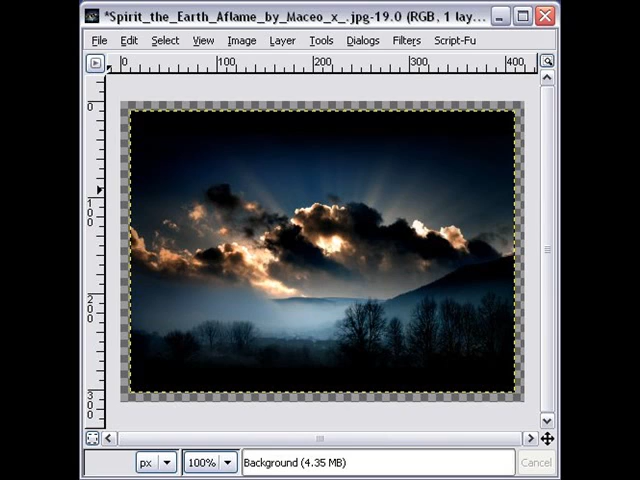 *Spirit_the_Earth_Aflame_by_Maceo_x_.jpg-19.0 (RGB, 1 lay...
File Edit Select View Image Layer Tools Dialogs Filters Script-Fu
0 100 200 300 400
0
100
200
300
px 100% Background (4.35 MB) Cancel